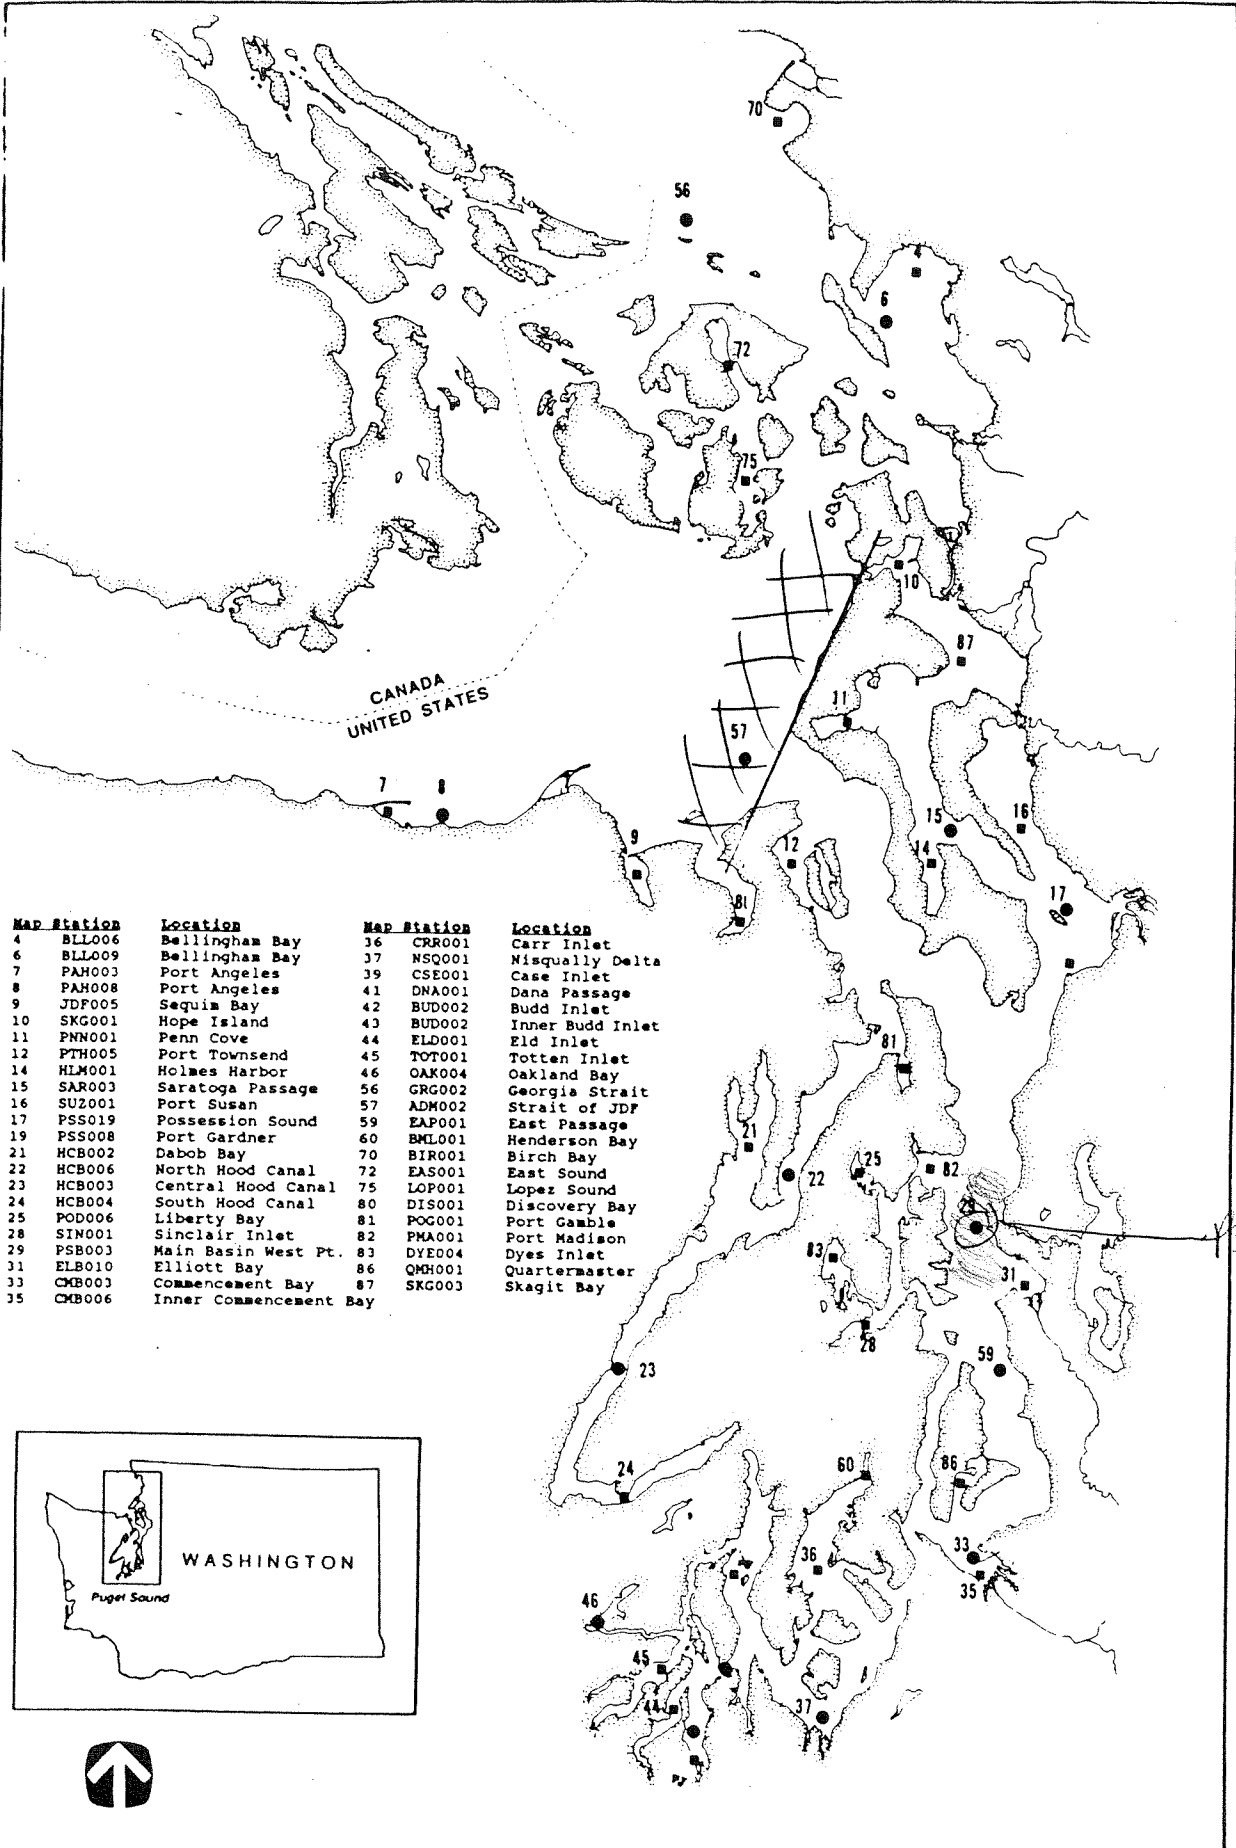 70
56
4
6
72
75
10
87
11
CANADA
UNITED STATES
57
7
8
9
12
15
14
16
17
81
Map Station Location Map Station Location
4 BLL006 Bellingham Bay 36 CRR001 Carr Inlet
6 BLL009 Bellingham Bay 37 NSQ001 Nisqually Delta
7 PAH003 Port Angeles 39 CSE001 Case Inlet
8 PAH008 Port Angeles 41 DNA001 Dana Passage
9 JDF005 Sequim Bay 42 BUD002 Budd Inlet
10 SKG001 Hope Island 43 BUD002 Inner Budd Inlet
11 PNN001 Penn Cove 44 ELD001 Eld Inlet
12 PTH005 Port Townsend 45 TOT001 Totten Inlet
14 HLM001 Holmes Harbor 46 OAK004 Oakland Bay
15 SAR003 Saratoga Passage 56 GRG002 Georgia Strait
16 SUZ001 Port Susan 57 ADM002 Strait of JDF
17 PSS019 Possession Sound 59 EAP001 East Passage
19 PSS008 Port Gardner 60 BML001 Henderson Bay
21 HCB002 Dabob Bay 70 BIR001 Birch Bay
22 HCB006 North Hood Canal 72 EAS001 East Sound
23 HCB003 Central Hood Canal 75 LOP001 Lopez Sound
24 HCB004 South Hood Canal 80 DIS001 Discovery Bay
25 POD006 Liberty Bay 81 POG001 Port Gamble
28 SIN001 Sinclair Inlet 82 PMA001 Port Madison
29 PSB003 Main Basin West Pt. 83 DYE004 Dyes Inlet
31 ELB010 Elliott Bay 86 QMH001 Quartermaster
33 CMB003 Commencement Bay 87 SKG003 Skagit Bay
35 CMB006 Inner Commencement Bay
81
21
22
25
82
29
83
31
28
59
23
24
60
86
33
35
36
46
45
44
37
WASHINGTON
Puget Sound